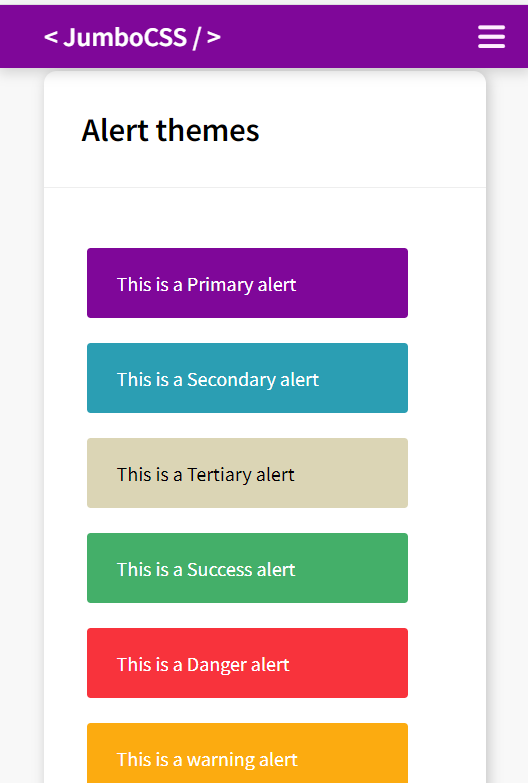 < JumboCSS / >
Alert themes
This is a Primary alert
This is a Secondary alert
This is a Tertiary alert
This is a Success alert
This is a Danger alert
This is a warning alert